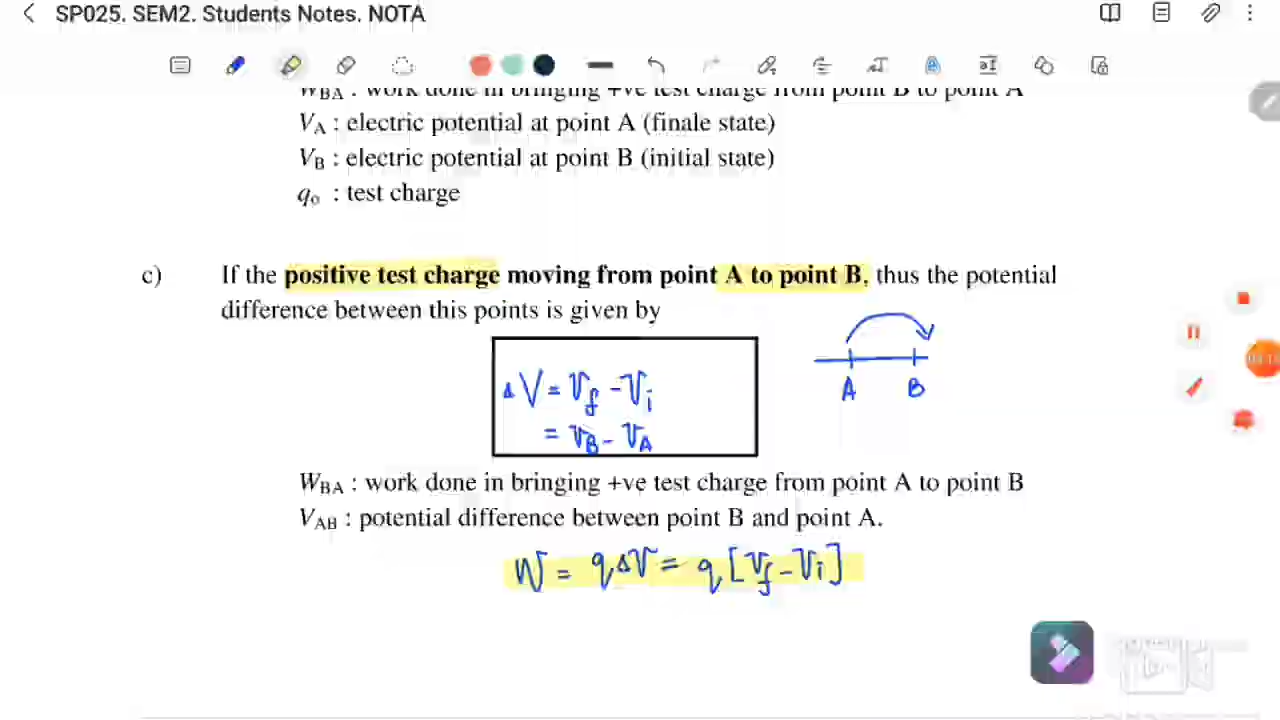 SP025. SEM2. Students Notes. NOTA
W_BA : work done in bringing +ve test charge from point B to point A
V_A : electric potential at point A (finale state)
V_B : electric potential at point B (initial state)
q_o : test charge
c) If the positive test charge moving from point A to point B, thus the potential
difference between this points is given by
ΔV = V_f - V_i
= V_B - V_A
A B
W_BA : work done in bringing +ve test charge from point A to point B
V_AB : potential difference between point B and point A.
W = qΔV = q[V_f - V_i]